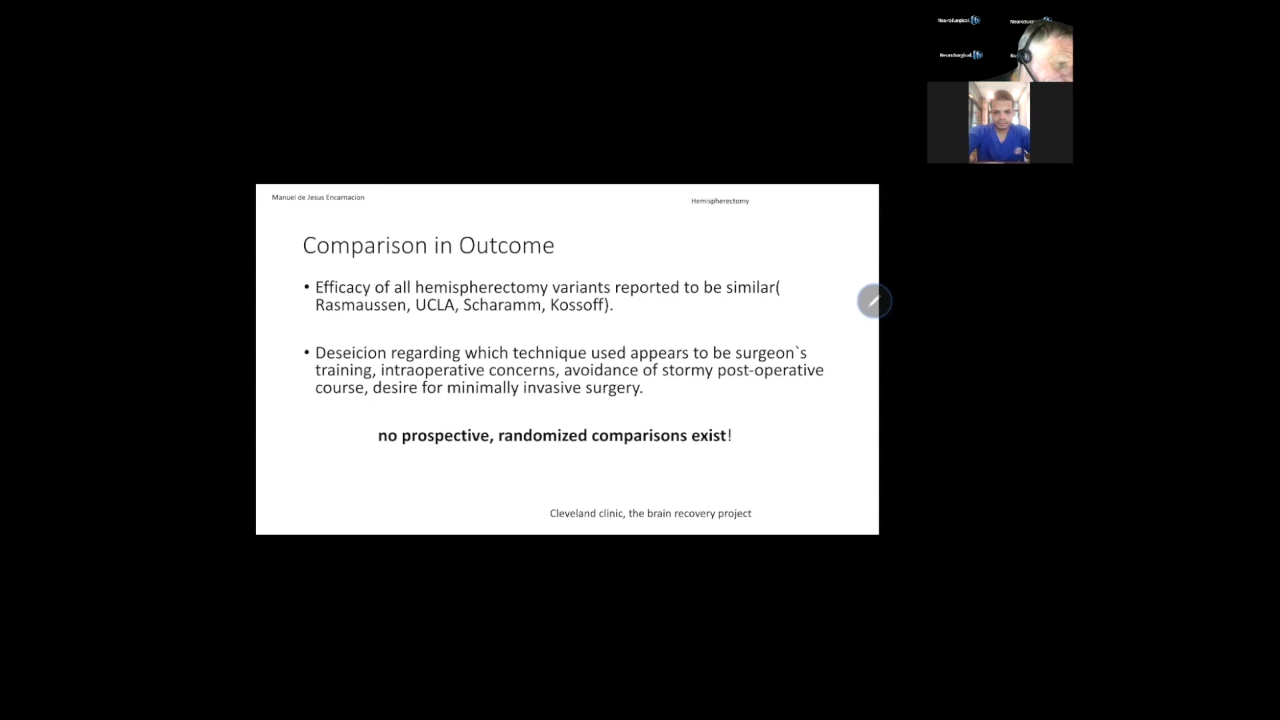 NeuroSurgical
NeuroSurgical
Manuel de Jesus Encarnacion
Hemispherectomy
Comparison in Outcome
• Efficacy of all hemispherectomy variants reported to be similar(
Rasmaussen, UCLA, Scharamm, Kossoff).
• Deseicion regarding which technique used appears to be surgeon`s
training, intraoperative concerns, avoidance of stormy post-operative
course, desire for minimally invasive surgery.
no prospective, randomized comparisons exist!
Cleveland clinic, the brain recovery project